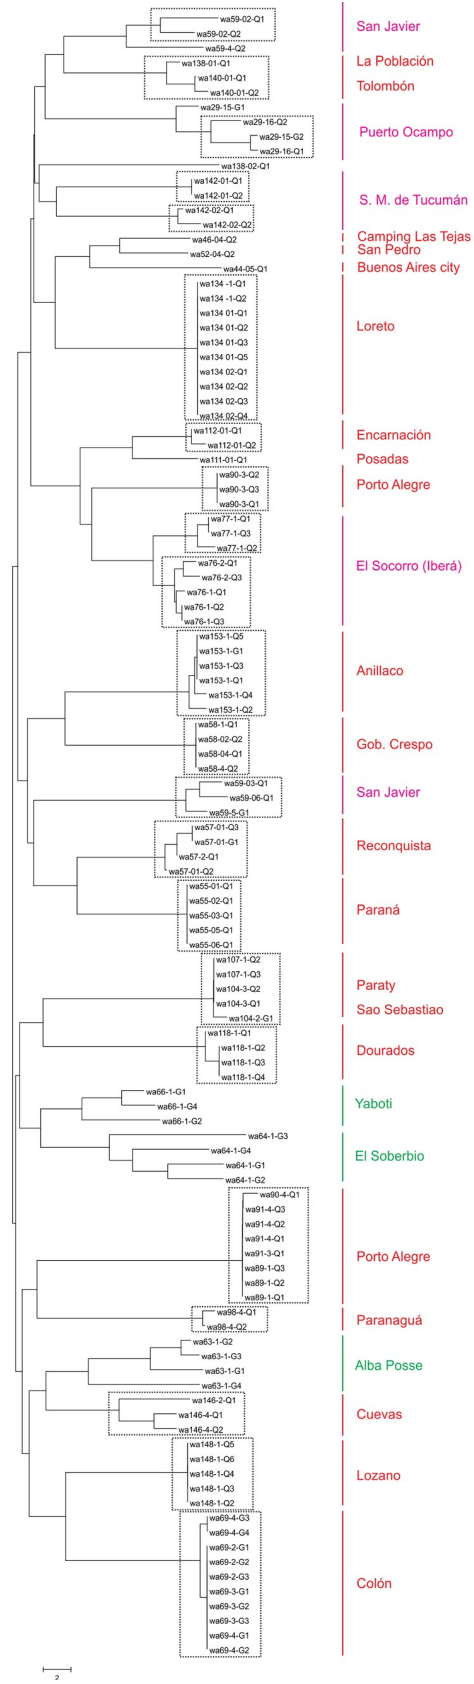 wa59-02-Q1
San Javier
wa59-02-Q2
wa59-4-Q2
wa138-01-Q1
La Población
wa140-01-Q1
Tolombón
wa140-01-Q2
wa29-15-G1
wa29-16-Q2
Puerto Ocampo
wa29-15-G2
wa29-16-Q1
wa138-02-Q1
wa142-01-Q1
wa142-01-Q2
S. M. de Tucumán
wa142-02-Q1
wa142-02-Q2
wa46-04-Q2
Camping Las Tejas
wa52-04-Q2
San Pedro
wa44-05-Q1
Buenos Aires city
wa134 -1-Q1
wa134 -1-Q2
wa134 01-Q1
wa134 01-Q2
Loreto
wa134 01-Q3
wa134 01-Q5
wa134 02-Q1
wa134 02-Q2
wa134 02-Q3
wa134 02-Q4
wa112-01-Q1
Encarnación
wa112-01-Q2
wa111-01-Q1
Posadas
wa90-3-Q2
wa90-3-Q3
Porto Alegre
wa90-3-Q1
wa77-1-Q1
wa77-1-Q3
wa77-1-Q2
wa76-2-Q1
El Socorro (Iberá)
wa76-2-Q3
wa76-1-Q1
wa76-1-Q2
wa76-1-Q3
wa153-1-Q5
wa153-1-G1
wa153-1-Q3
Anillaco
wa153-1-Q1
wa153-1-Q4
wa153-1-Q2
wa58-1-Q1
wa58-02-Q2
Gob. Crespo
wa58-04-Q1
wa58-4-Q2
wa59-03-Q1
San Javier
wa59-06-Q1
wa59-5-G1
wa57-01-Q3
wa57-01-G1
Reconquista
wa57-2-Q1
wa57-01-Q2
wa55-01-Q1
wa55-02-Q1
Paraná
wa55-03-Q1
wa55-05-Q1
wa55-06-Q1
wa107-1-Q2
wa107-1-Q3
Paraty
wa104-3-Q2
wa104-3-Q1
Sao Sebastiao
wa104-2-G1
wa118-1-Q1
wa118-1-Q2
Dourados
wa118-1-Q3
wa118-1-Q4
wa66-1-G1
Yaboti
wa66-1-G4
wa66-1-G2
wa64-1-G3
wa64-1-G4
El Soberbio
wa64-1-G1
wa64-1-G2
wa90-4-Q1
wa91-4-Q3
wa91-4-Q2
wa91-4-Q1
wa91-3-Q1
Porto Alegre
wa89-1-Q3
wa89-1-Q2
wa89-1-Q1
wa98-4-Q1
Paranaguá
wa98-4-Q2
wa63-1-G2
wa63-1-G3
Alba Posse
wa63-1-G1
wa63-1-G4
wa146-2-Q1
wa146-4-Q1
Cuevas
wa146-4-Q2
wa148-1-Q5
wa148-1-Q6
wa148-1-Q4
Lozano
wa148-1-Q3
wa148-1-Q2
wa69-4-G3
wa69-4-G4
wa69-2-G1
wa69-2-G2
wa69-2-G3
Colón
wa69-3-G1
wa69-3-G2
wa69-3-G3
wa69-4-G1
wa69-4-G2
2